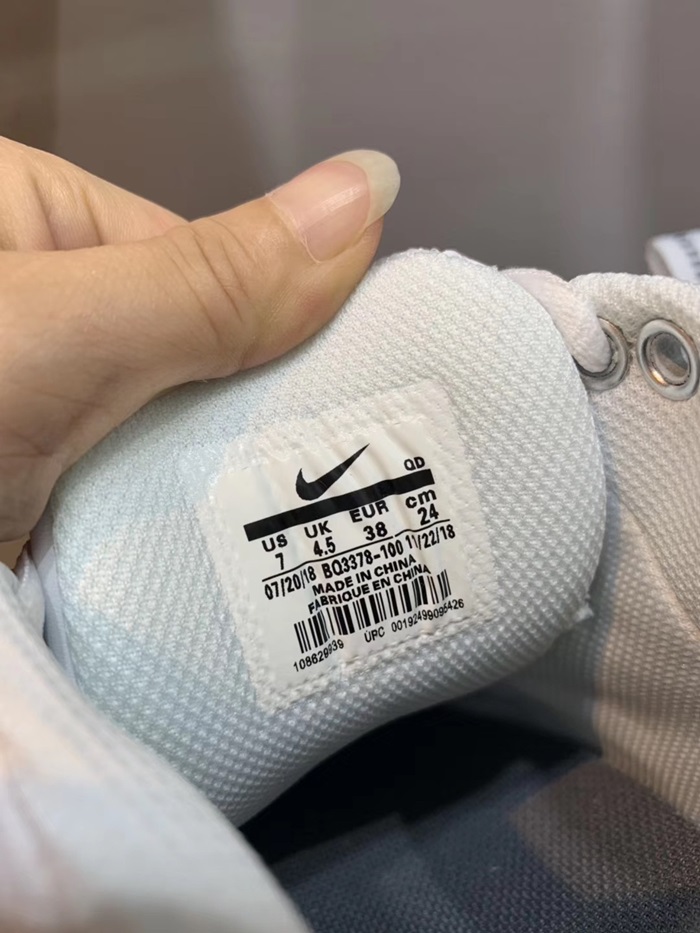 QD
US UK EUR cm
7 4.5 38 24
07/20/18 BQ3378-100 11/22/18
MADE IN CHINA
FABRIQUE EN CHINA
UPC